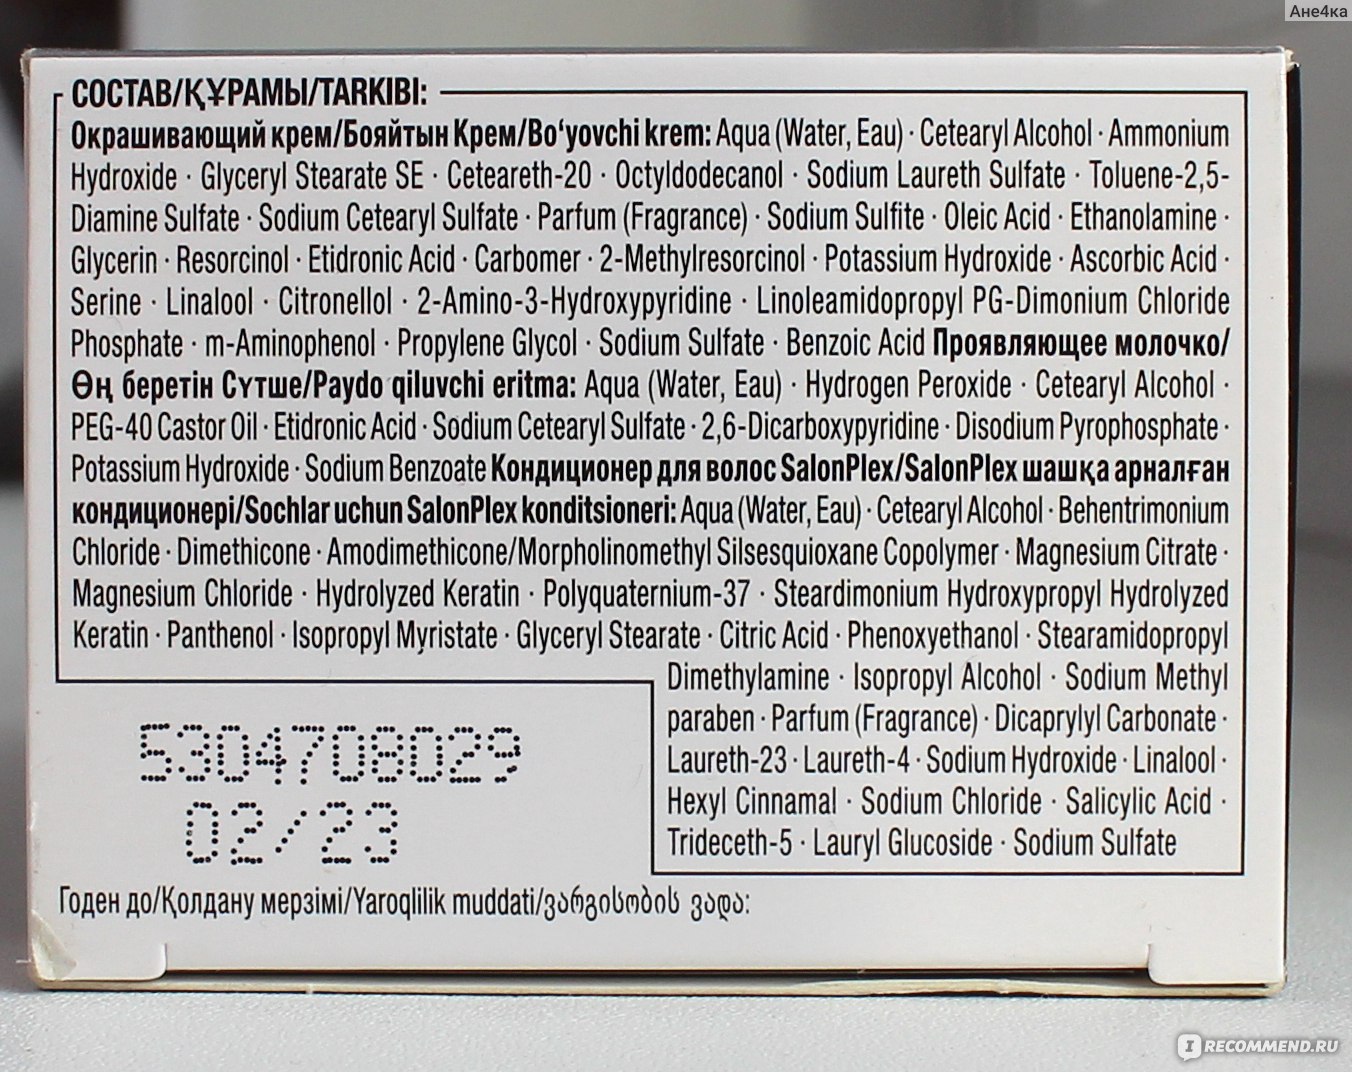 Ане4ка
СОСТАВ/ҚҰРАМЫ/TARKIBI:
Окрашивающий крем/Бояйтын Крем/Bo‘yovchi krem: Aqua (Water, Eau) · Cetearyl Alcohol · Ammonium
Hydroxide · Glyceryl Stearate SE · Ceteareth-20 · Octyldodecanol · Sodium Laureth Sulfate · Toluene-2,5-
Diamine Sulfate · Sodium Cetearyl Sulfate · Parfum (Fragrance) · Sodium Sulfite · Oleic Acid · Ethanolamine ·
Glycerin · Resorcinol · Etidronic Acid · Carbomer · 2-Methylresorcinol · Potassium Hydroxide · Ascorbic Acid ·
Serine · Linalool · Citronellol · 2-Amino-3-Hydroxypyridine · Linoleamidopropyl PG-Dimonium Chloride
Phosphate · m-Aminophenol · Propylene Glycol · Sodium Sulfate · Benzoic Acid Проявляющее молочко/
Өң беретін Сүтше/Paydo qiluvchi eritma: Aqua (Water, Eau) · Hydrogen Peroxide · Cetearyl Alcohol ·
PEG-40 Castor Oil · Etidronic Acid · Sodium Cetearyl Sulfate · 2,6-Dicarboxypyridine · Disodium Pyrophosphate ·
Potassium Hydroxide · Sodium Benzoate Кондиционер для волос SalonPlex/SalonPlex шашқа арналған
кондиционері/Sochlar uchun SalonPlex konditsioneri: Aqua (Water, Eau) · Cetearyl Alcohol · Behentrimonium
Chloride · Dimethicone · Amodimethicone/Morpholinomethyl Silsesquioxane Copolymer · Magnesium Citrate ·
Magnesium Chloride · Hydrolyzed Keratin · Polyquaternium-37 · Steardimonium Hydroxypropyl Hydrolyzed
Keratin · Panthenol · Isopropyl Myristate · Glyceryl Stearate · Citric Acid · Phenoxyethanol · Stearamidopropyl
Dimethylamine · Isopropyl Alcohol · Sodium Methyl
paraben · Parfum (Fragrance) · Dicaprylyl Carbonate ·
Laureth-23 · Laureth-4 · Sodium Hydroxide · Linalool ·
Hexyl Cinnamal · Sodium Chloride · Salicylic Acid ·
Trideceth-5 · Lauryl Glucoside · Sodium Sulfate
5304708029
02/23
Годен до/Қолдану мерзімі/Yaroqlilik muddati/ვარგისობის ვადა:
I RECOMMEND.RU